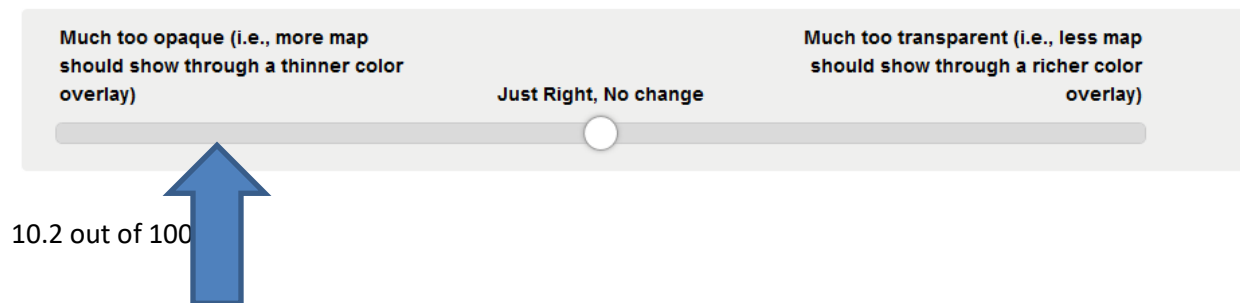 Much too opaque (i.e., more map
should show through a thinner color
overlay)
Just Right, No change
Much too transparent (i.e., less map
should show through a richer color
overlay)
10.2 out of 100